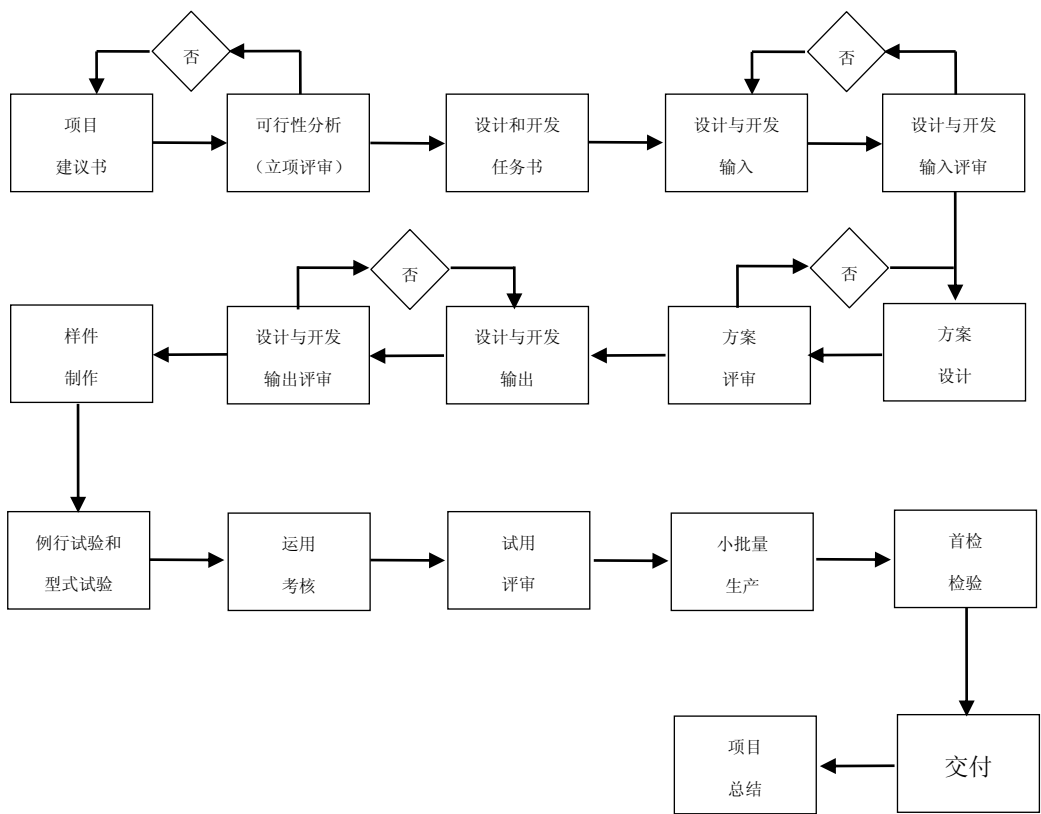 否
否
项目
建议书
可行性分析
（立项评审）
设计和开发
任务书
设计与开发
输入
设计与开发
输入评审
否
否
样件
制作
设计与开发
输出评审
设计与开发
输出
方案
评审
方案
设计
例行试验和
型式试验
运用
考核
试用
评审
小批量
生产
首检
检验
项目
总结
交付